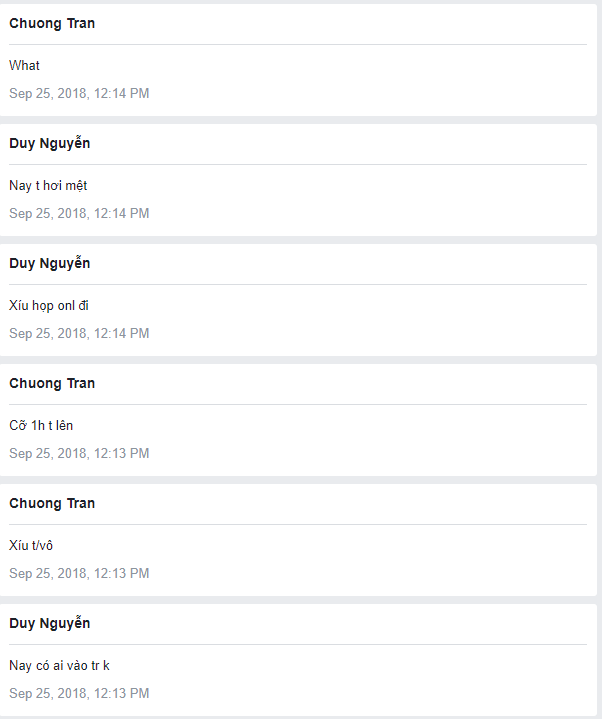 Chuong Tran
What
Sep 25, 2018, 12:14 PM
Duy Nguyễn
Nay t hơi mệt
Sep 25, 2018, 12:14 PM
Duy Nguyễn
Xíu họp onl đi
Sep 25, 2018, 12:14 PM
Chuong Tran
Cỡ 1h t lên
Sep 25, 2018, 12:13 PM
Chuong Tran
Xíu t/vô
Sep 25, 2018, 12:13 PM
Duy Nguyễn
Nay có ai vào tr k
Sep 25, 2018, 12:13 PM